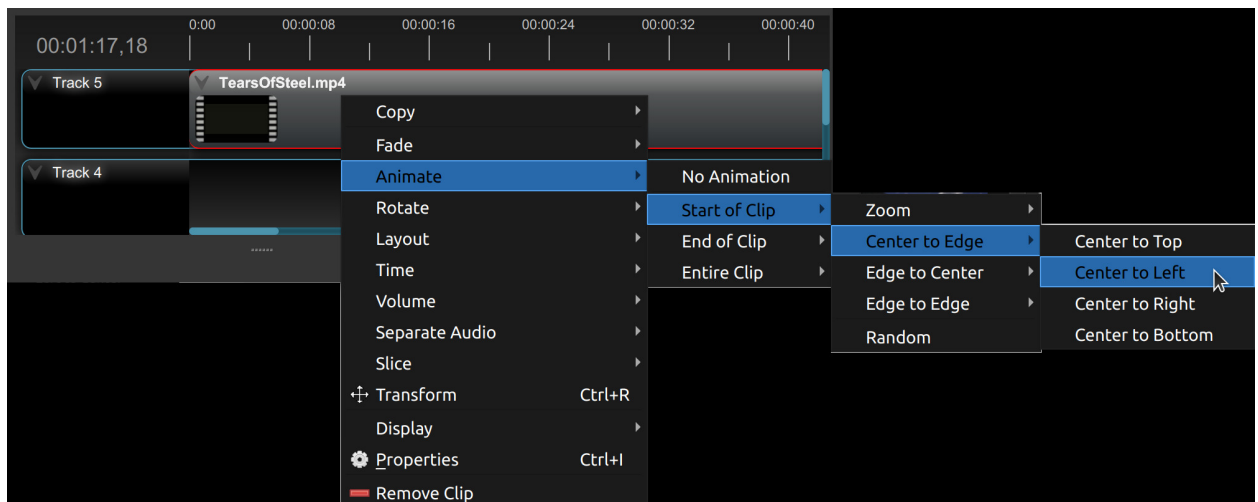 0:00 00:00:08 00:00:16 00:00:24 00:00:32 00:00:40
00:01:17,18
Track 5 TearsOfSteel.mp4
Copy
Fade
Track 4
Animate No Animation
Rotate Start of Clip Zoom
Layout End of Clip Center to Edge Center to Top
Time Entire Clip Edge to Center Center to Left
Volume Edge to Edge Center to Right
Separate Audio Random Center to Bottom
Slice
Transform Ctrl+R
Display
Properties Ctrl+I
Remove Clip